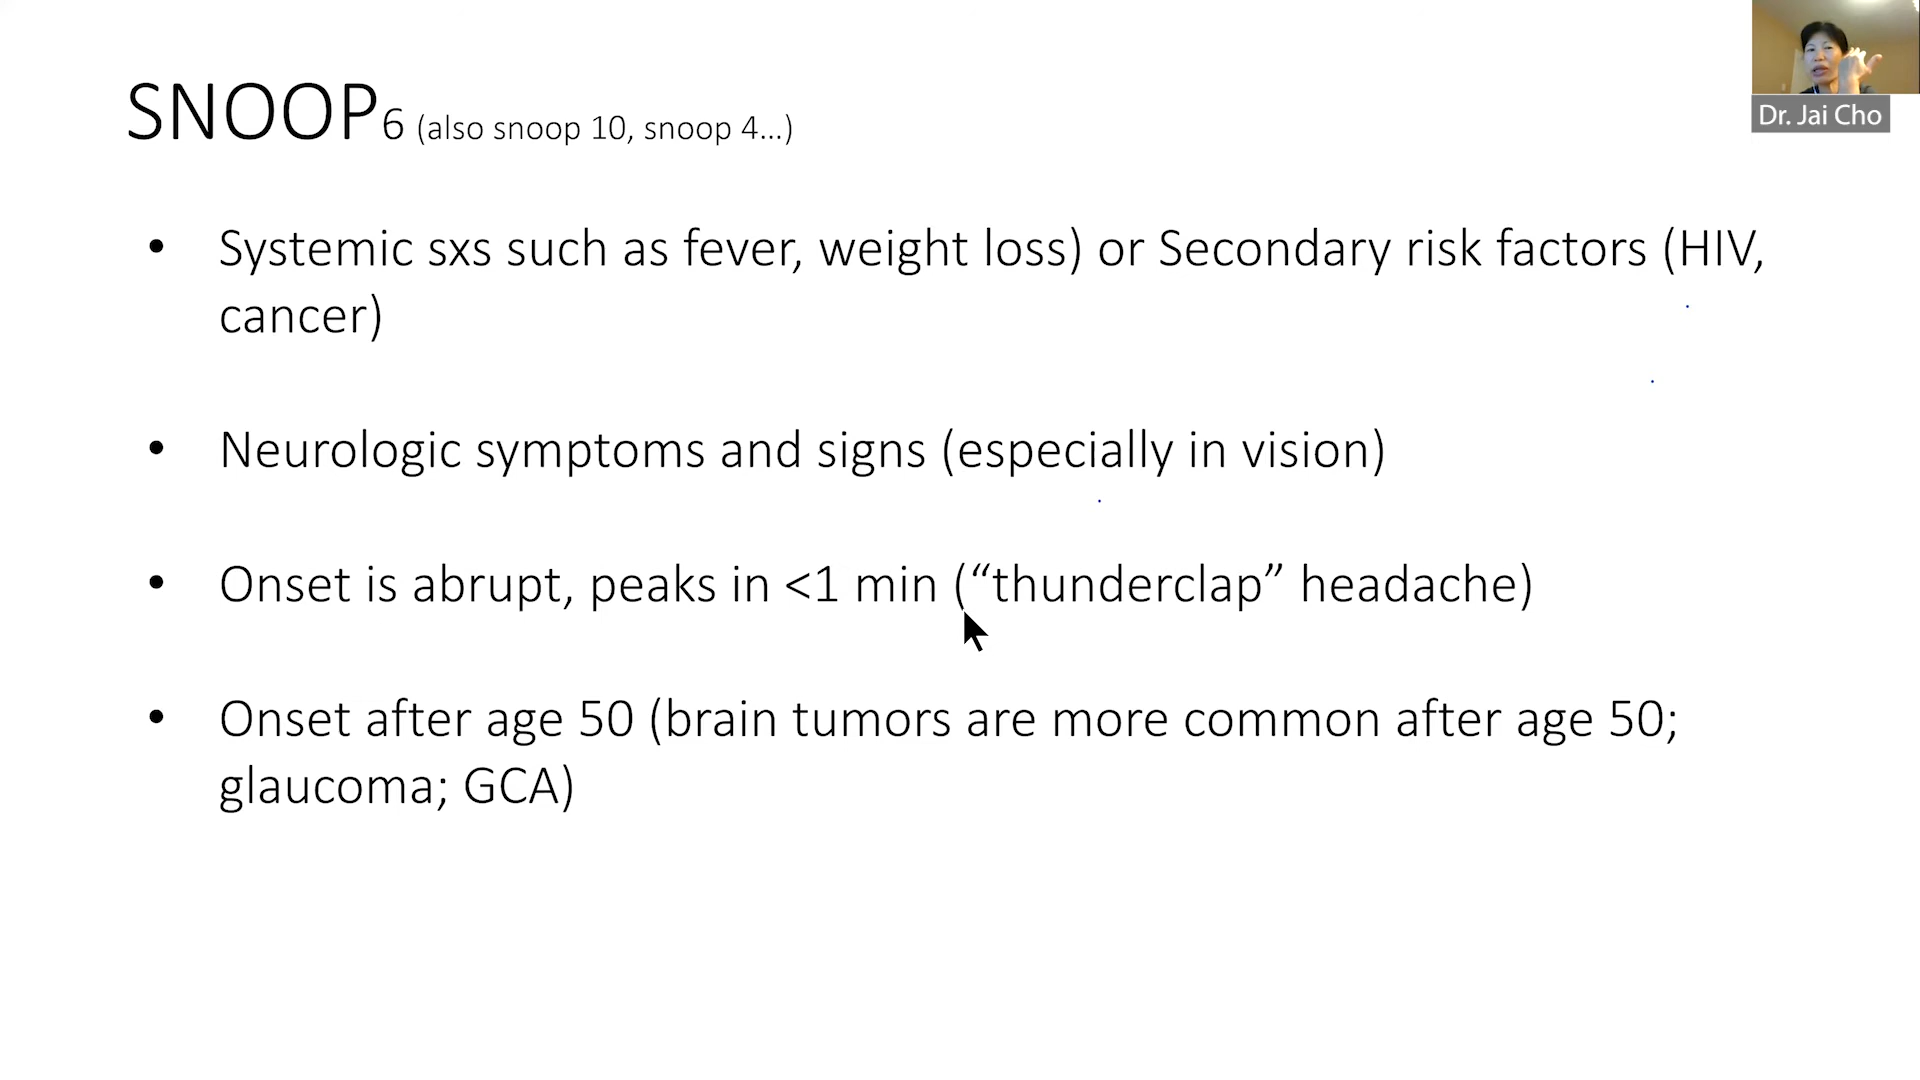 SNOOP6 (also snoop 10, snoop 4...)
Dr. Jai Cho
• Systemic sxs such as fever, weight loss) or Secondary risk factors (HIV,
cancer)
• Neurologic symptoms and signs (especially in vision)
• Onset is abrupt, peaks in <1 min (“thunderclap” headache)
• Onset after age 50 (brain tumors are more common after age 50;
glaucoma; GCA)